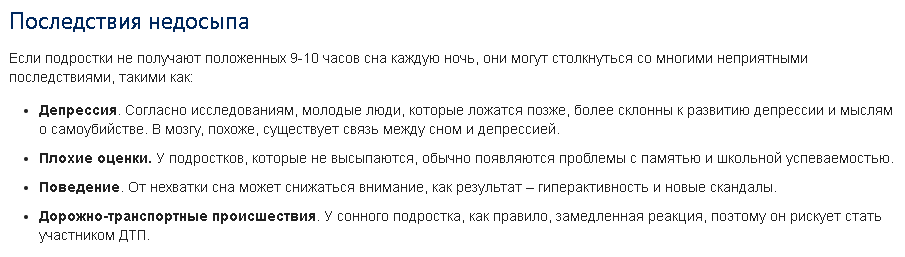 Последствия недосыпа
Если подростки не получают положенных 9-10 часов сна каждую ночь, они могут столкнуться со многими неприятными
последствиями, такими как:
• Депрессия. Согласно исследованиям, молодые люди, которые ложатся позже, более склонны к развитию депрессии и мыслям
о самоубийстве. В мозгу, похоже, существует связь между сном и депрессией.
• Плохие оценки. У подростков, которые не высыпаются, обычно появляются проблемы с памятью и школьной успеваемостью.
• Поведение. От нехватки сна может снижаться внимание, как результат – гиперактивность и новые скандалы.
• Дорожно-транспортные происшествия. У сонного подростка, как правило, замедленная реакция, поэтому он рискует стать
участником ДТП.